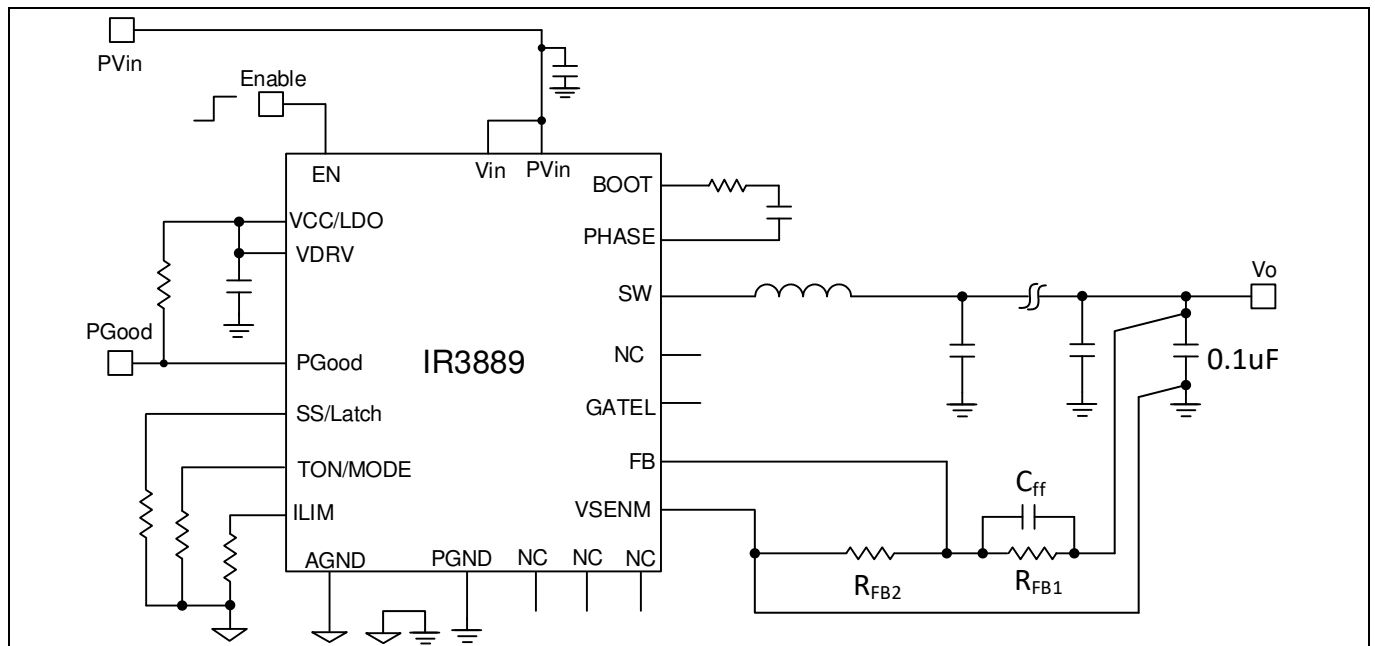 PVin
Enable
EN
Vin
PVin
BOOT
VCC/LDO
PHASE
VDRV
Vo
SW
PGood
NC
0.1uF
PGood
IR3889
GATEL
SS/Latch
FB
TON/MODE
Cff
VSENM
ILIM
AGND
PGND
NC
NC
NC
RFB2
RFB1